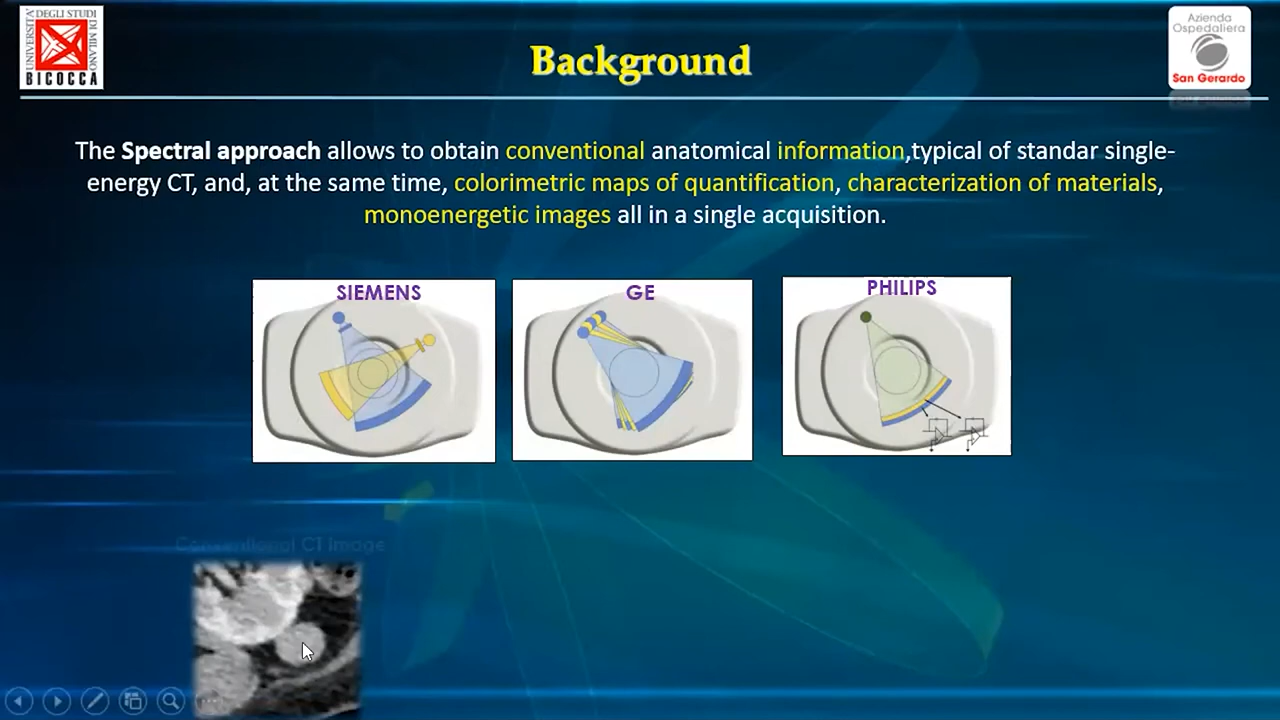 UNIVERSITA' DEGLI STUDI DI MILANO
BICOCCA
Background
Azienda
Ospedaliera
San Gerardo
The Spectral approach allows to obtain conventional anatomical information,typical of standar single-
energy CT, and, at the same time, colorimetric maps of quantification, characterization of materials,
monoenergetic images all in a single acquisition.
SIEMENS
GE
PHILIPS
Conventional CT image